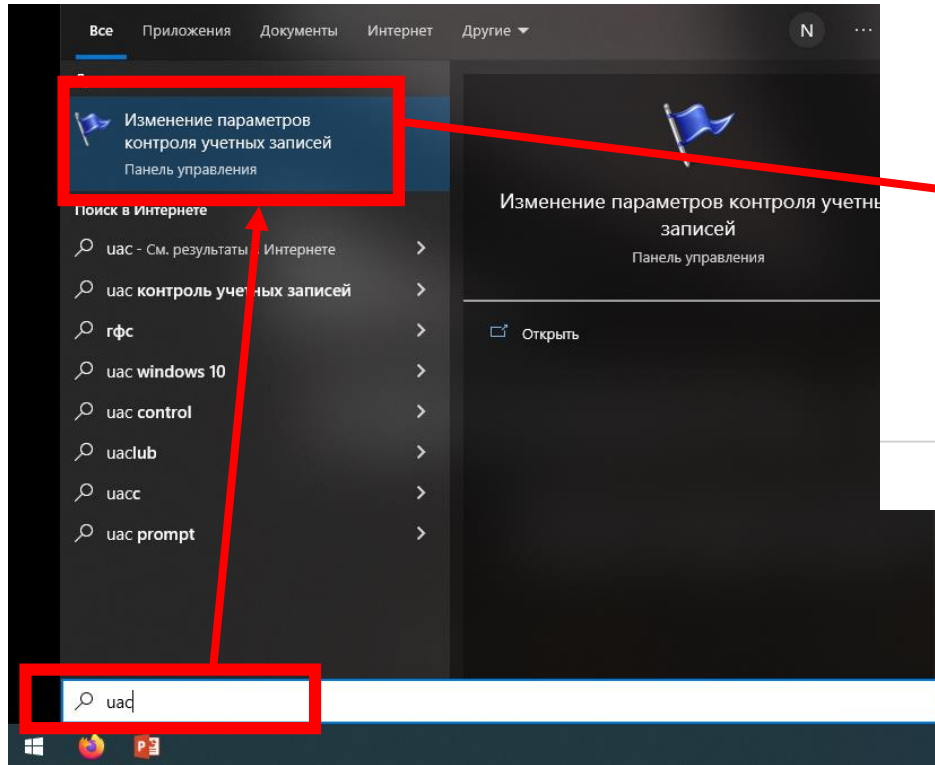 Все Приложения Документы Интернет Другие N ...
Изменение параметров
контроля учетных записей
Панель управления
Поиск в Интернете
uac - См. результаты Интернете
uac контроль учетных записей
гфс
uac windows 10
uac control
uaclub
uacc
uac prompt
Изменение параметров контроля учетн
записей
Панель управления
Открыть
uac